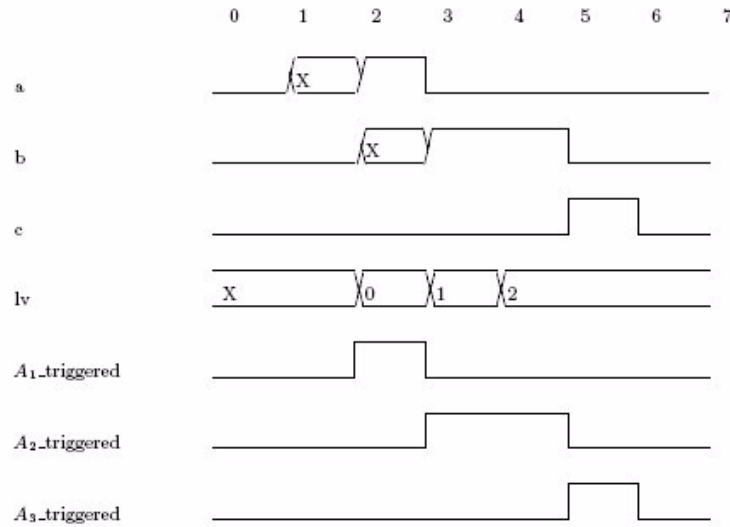 0 1 2 3 4 5 6 7
a X
b X
c
lv X 0 1 2
A₁_triggered
A₂_triggered
A₃_triggered